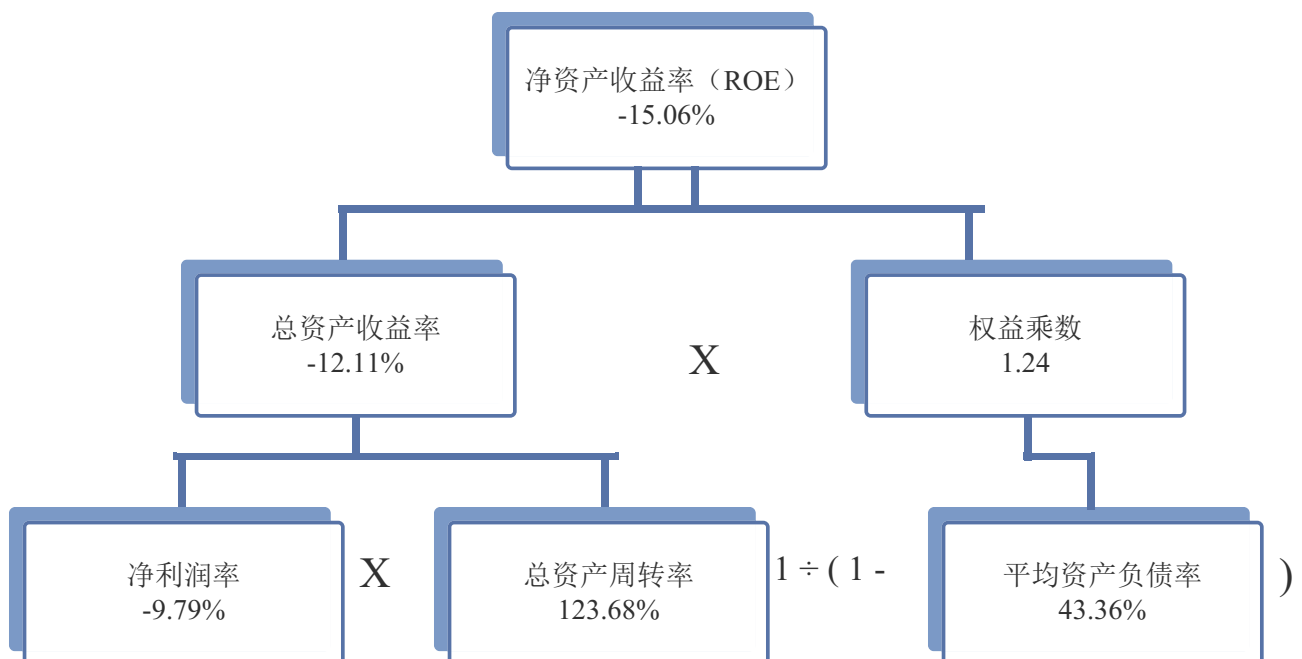 净资产收益率（ROE）
-15.06%
总资产收益率
-12.11%
X
权益乘数
1.24
净利润率
-9.79%
X
总资产周转率
123.68%
1 ÷ ( 1 -
平均资产负债率
43.36%
)